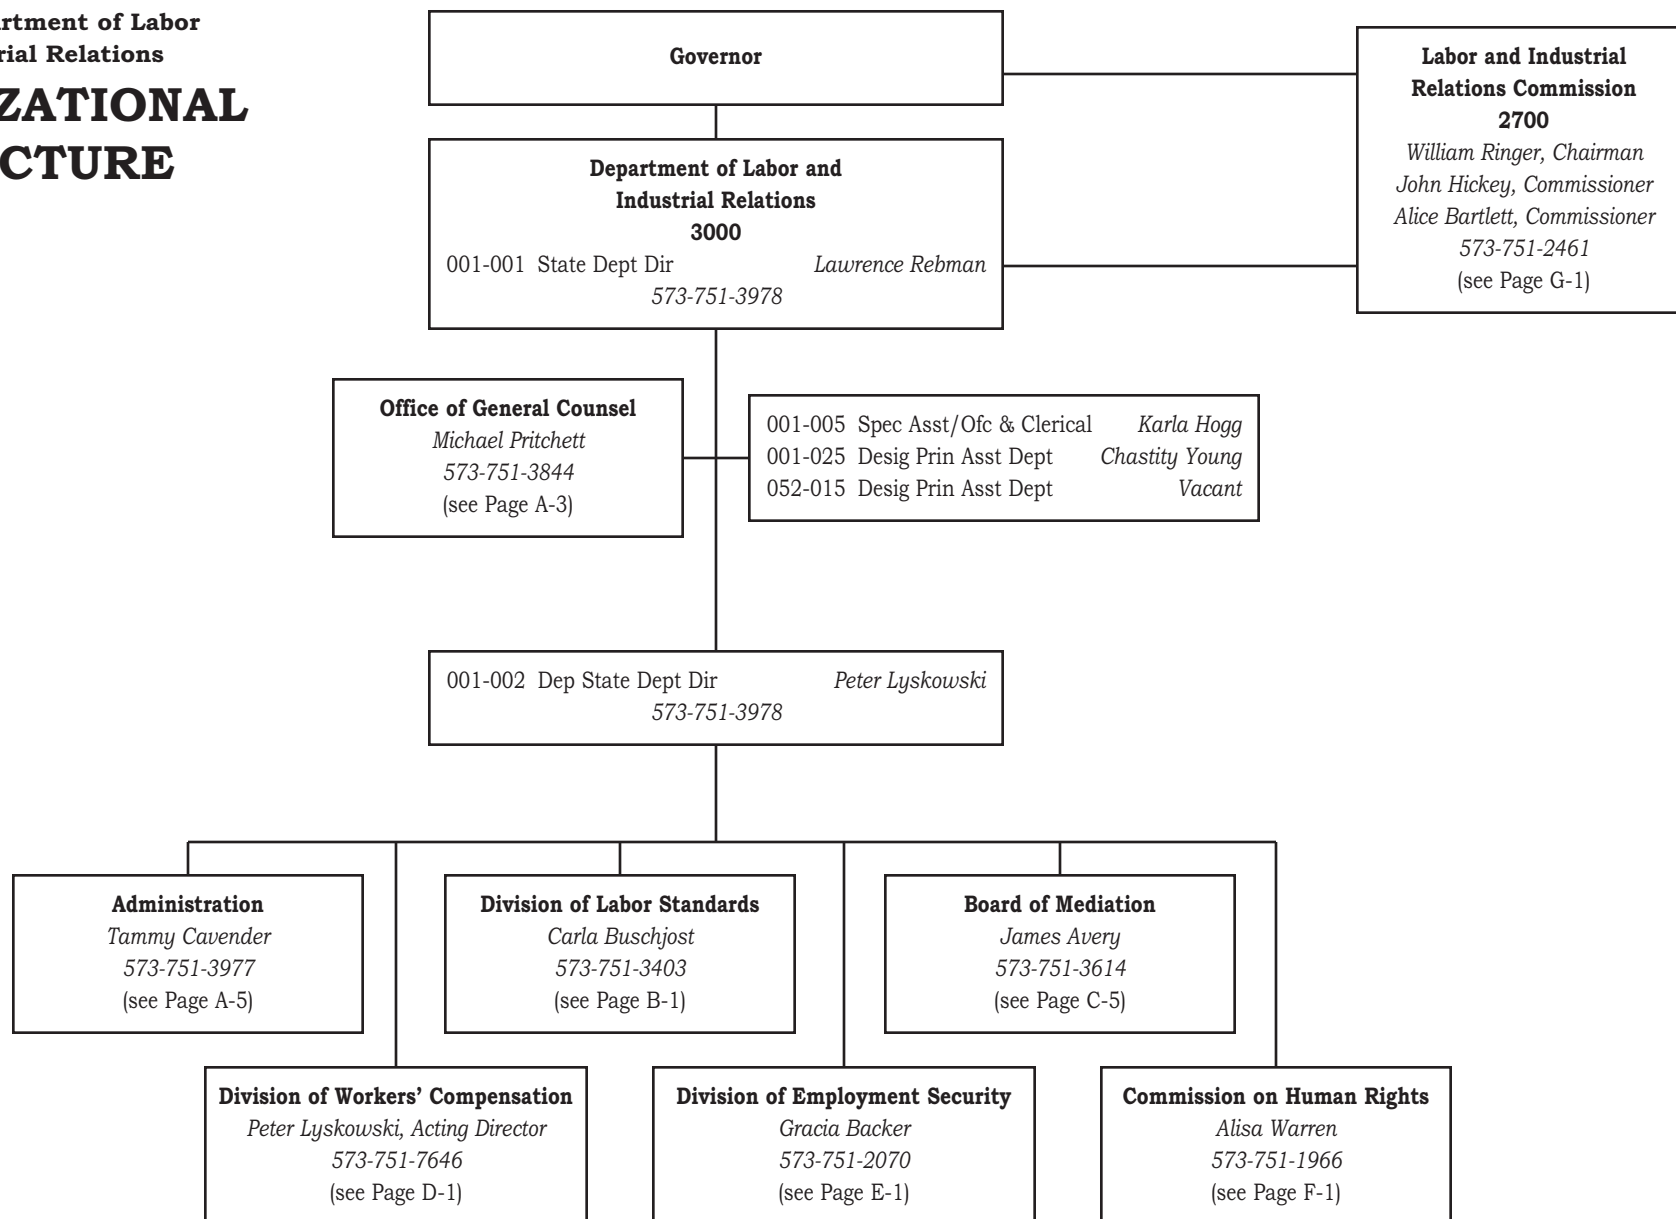 artment of Labor
rial Relations
ZATIONAL
CTURE
Governor
Labor and Industrial
Relations Commission
2700
William Ringer, Chairman
John Hickey, Commissioner
Alice Bartlett, Commissioner
573-751-2461
(see Page G-1)
Department of Labor and
Industrial Relations
3000
001-001 State Dept Dir Lawrence Rebman
573-751-3978
Office of General Counsel
Michael Pritchett
573-751-3844
(see Page A-3)
001-005 Spec Asst/Ofc & Clerical Karla Hogg
001-025 Desig Prin Asst Dept Chastity Young
052-015 Desig Prin Asst Dept Vacant
001-002 Dep State Dept Dir Peter Lyskowski
573-751-3978
Administration
Tammy Cavender
573-751-3977
(see Page A-5)
Division of Labor Standards
Carla Buschjost
573-751-3403
(see Page B-1)
Board of Mediation
James Avery
573-751-3614
(see Page C-5)
Division of Workers’ Compensation
Peter Lyskowski, Acting Director
573-751-7646
(see Page D-1)
Division of Employment Security
Gracia Backer
573-751-2070
(see Page E-1)
Commission on Human Rights
Alisa Warren
573-751-1966
(see Page F-1)